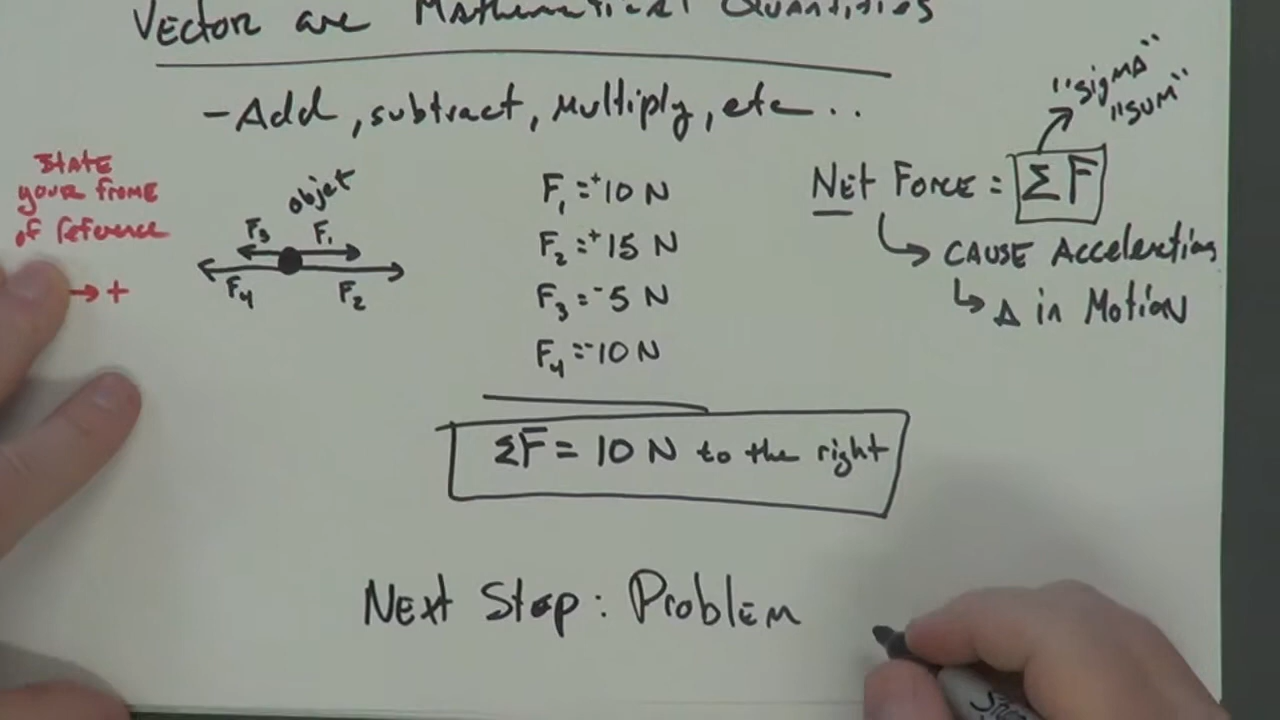 Vector are Mathematical Quantities
- Add, subtract, Multiply, etc...
"sigma"
"sum"
State
your frame
of reference
→ +
objet
F3 F1
F4 F2
F1 = +10 N
F2 = +15 N
F3 = -5 N
F4 = -10 N
Net Force = ΣF
CAUSE Acceleration
Δ in Motion
ΣF = 10 N to the right
Next Stop: Problem